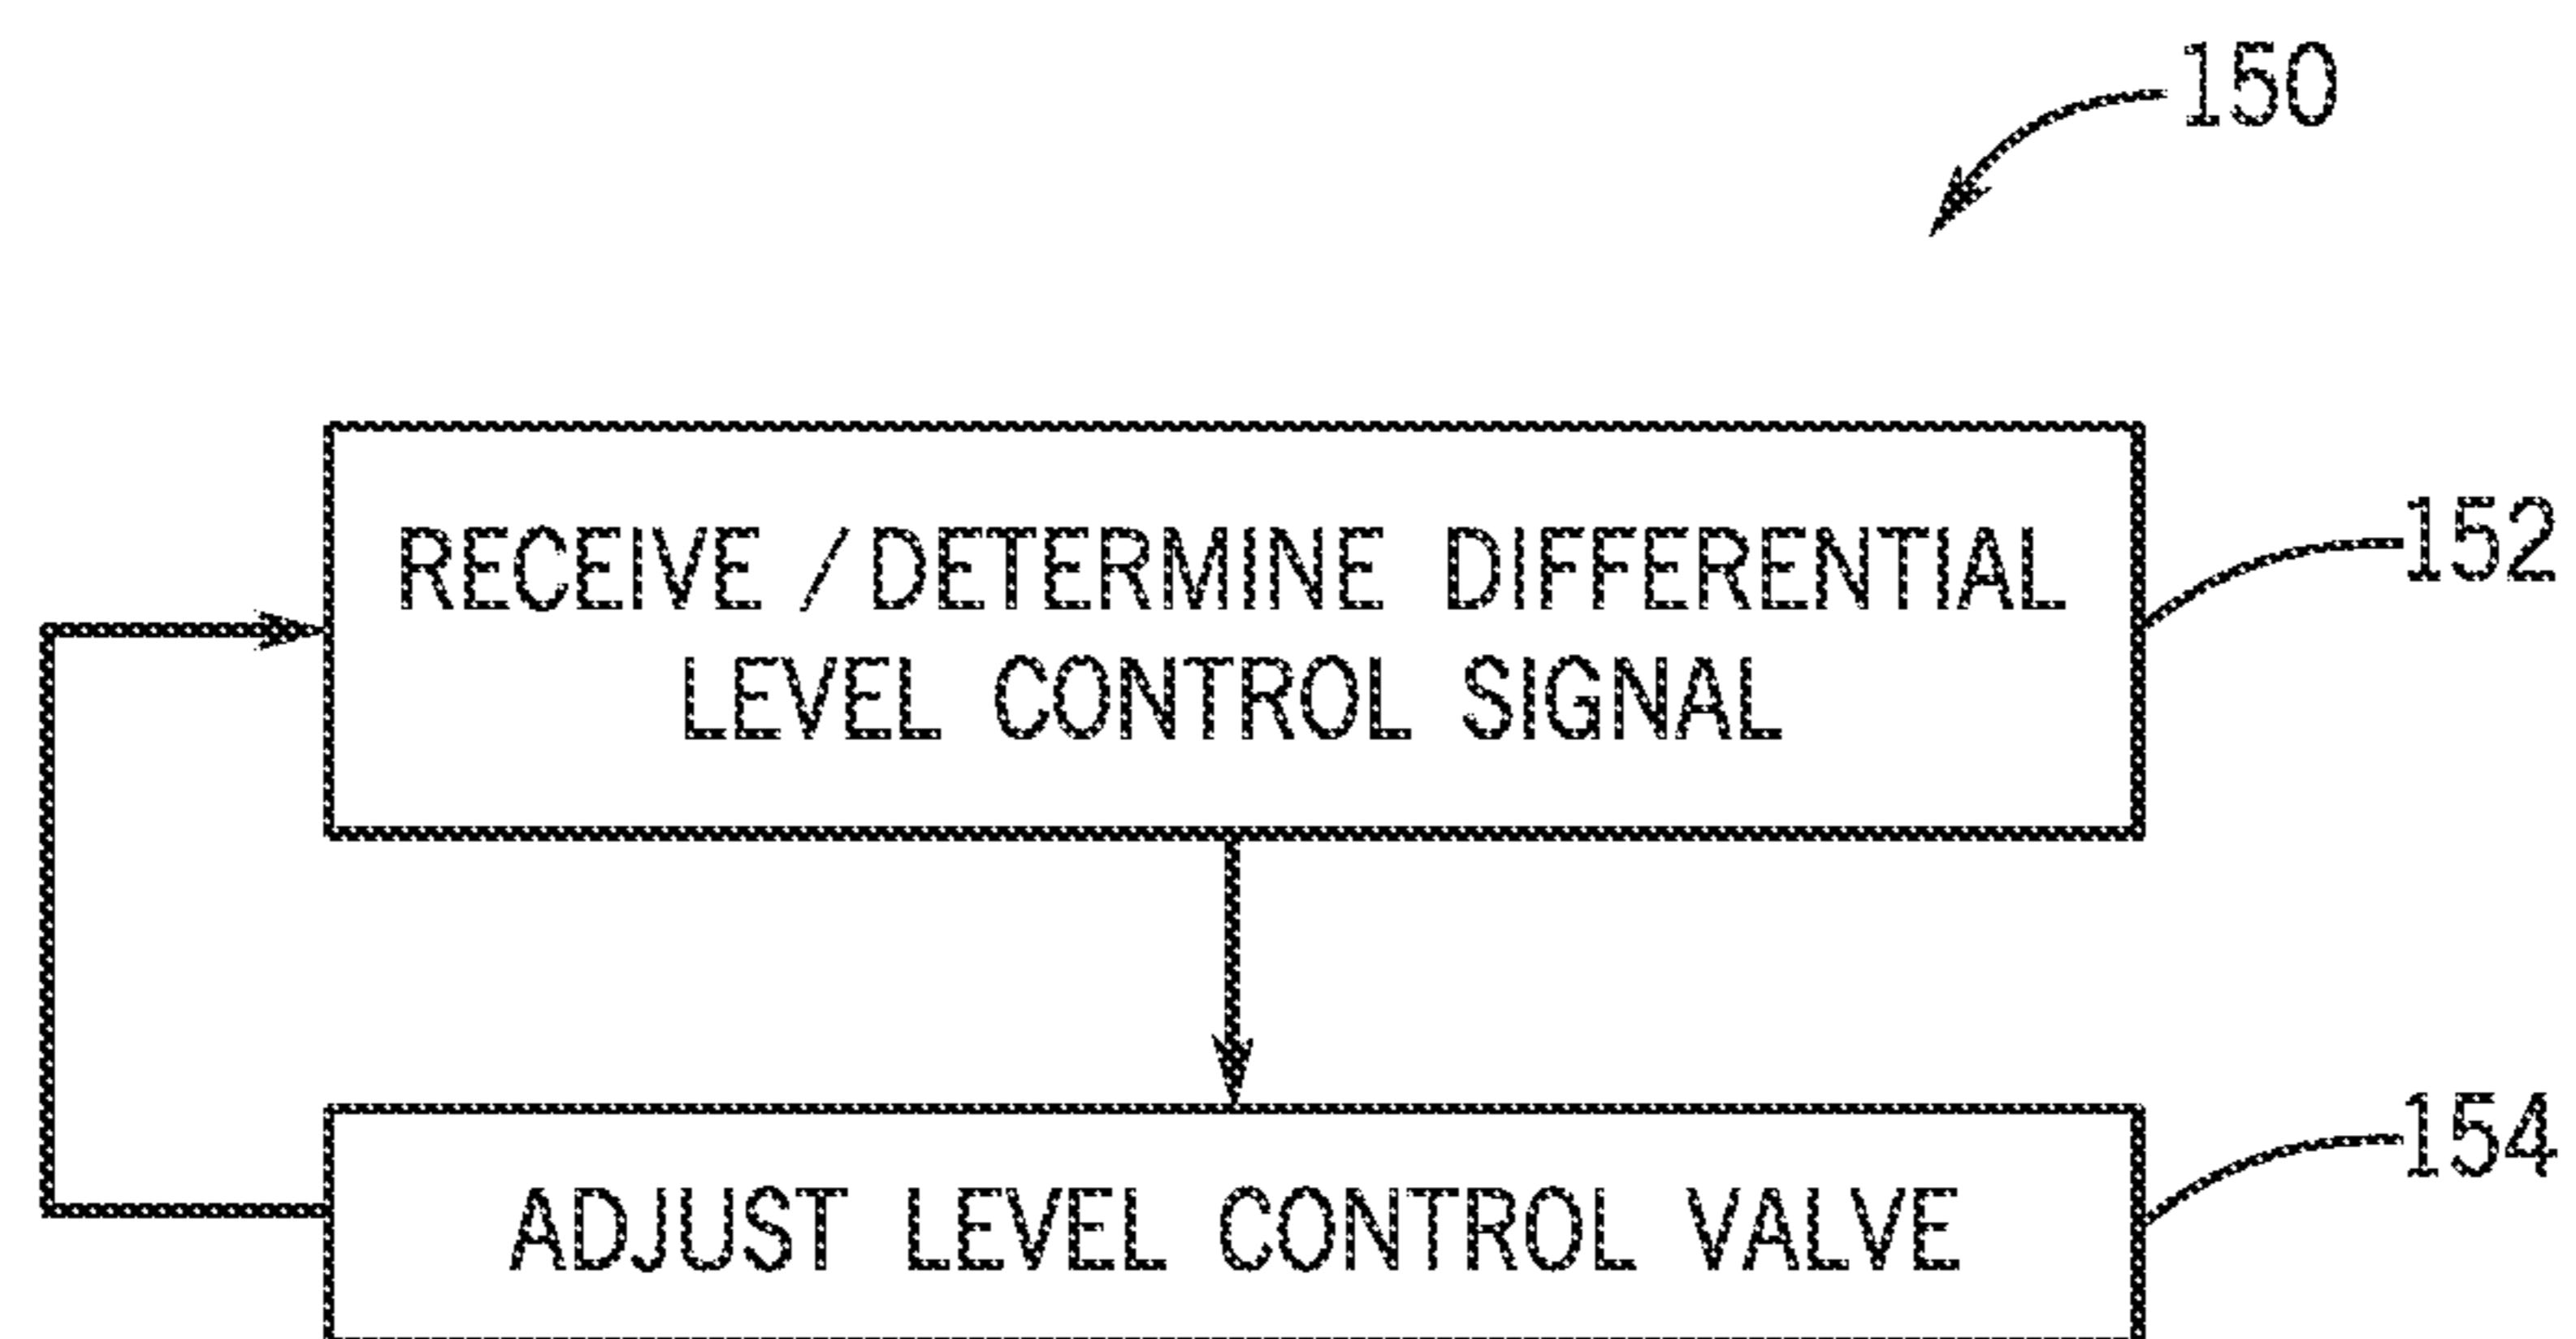 150
RECEIVE / DETERMINE DIFFERENTIAL
LEVEL CONTROL SIGNAL
152
ADJUST LEVEL CONTROL VALVE
154